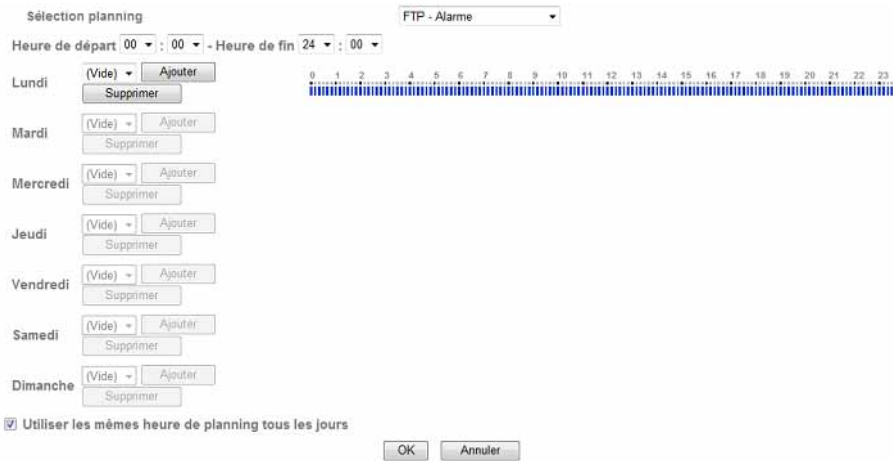 Sélection planning FTP - Alarme
Heure de départ 00 : 00 - Heure de fin 24 : 00
Lundi (Vide) Ajouter
Supprimer
0 1 2 3 4 5 6 7 8 9 10 11 12 13 14 15 16 17 18 19 20 21 22 23
Mardi (Vide) Ajouter
Supprimer
Mercredi (Vide) Ajouter
Supprimer
Jeudi (Vide) Ajouter
Supprimer
Vendredi (Vide) Ajouter
Supprimer
Samedi (Vide) Ajouter
Supprimer
Dimanche (Vide) Ajouter
Supprimer
Utiliser les mêmes heure de planning tous les jours
OK Annuler